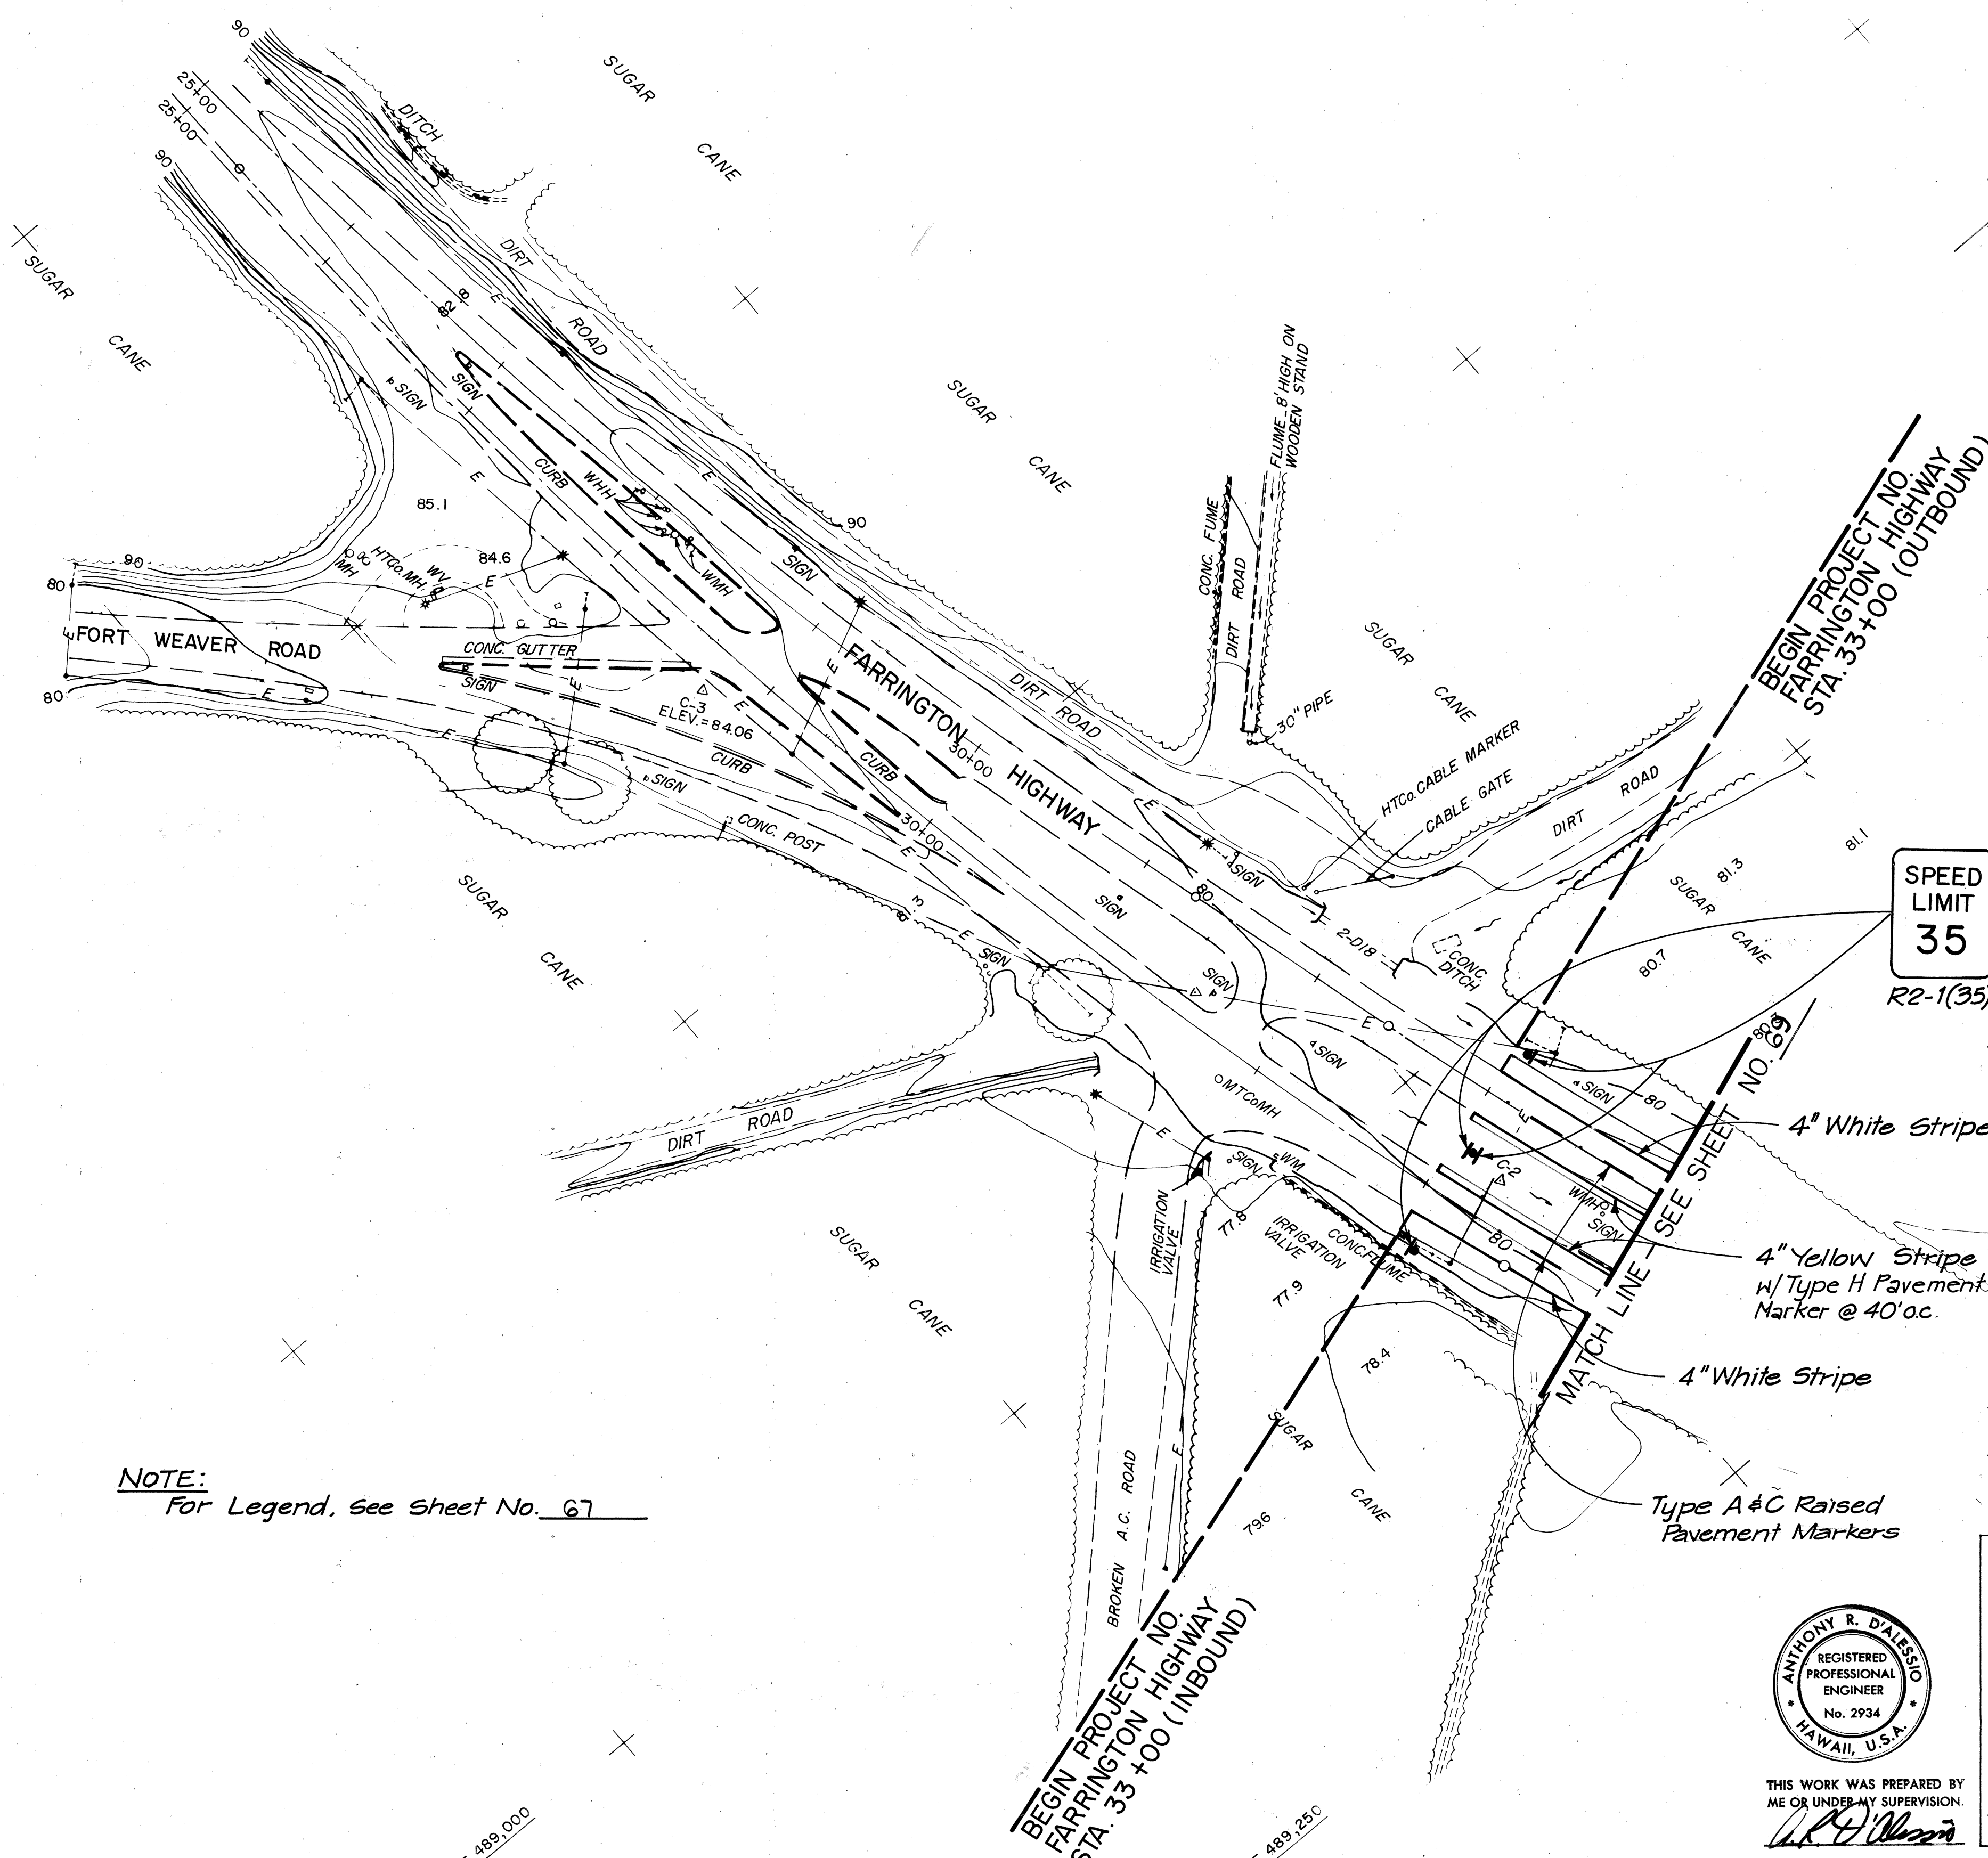 90
25+00
25+00
90
DITCH
SUGAR
CANE
SUGAR
CANE
DIRT
ROAD
82.8
E
SIGN
SIGN
E
CURB
WHH
E
WMH
SIGN
85.1
84.6
90
90
80
80
HTCo. MH.
MH
WV
E
E
FORT WEAVER ROAD
CONC. GUTTER
SIGN
E
E
E
C-3
ELEV.=84.06
E
CURB
SIGN
CONC. POST
FARRINGTON HIGHWAY
E
30+00
CURB
30+00
E
DIRT ROAD
SUGAR
CANE
CONC. FUME
DIRT ROAD
FLUME-8' HIGH ON
WOODEN STAND
30" PIPE
SUGAR
CANE
HTCo. CABLE MARKER
CABLE GATE
DIRT ROAD
E
SIGN
80
SIGN
2-D18
CONC.
DITCH
SIGN
SIGN
E
SIGN
E
MTCoMH
BEGIN PROJECT NO.
FARRINGTON HIGHWAY
STA. 33+00 (OUTBOUND)
81.1
81.3
SUGAR
CANE
80.7
SPEED
LIMIT
35
R2-1(35)
SIGN
80
E
4" White Stripe
C-2
WMH
SIGN
80
MATCH LINE - SEE SHEET NO. 69
4" Yellow Stripe
w/Type H Pavement
Marker @ 40' o.c.
4" White Stripe
Type A & C Raised
Pavement Markers
SUGAR
CANE
DIRT ROAD
SUGAR
CANE
E
SIGN
WM
77.8
IRRIGATION
VALVE
IRRIGATION
VALVE
CONC. FLUME
77.9
78.4
SUGAR
CANE
79.6
E
BROKEN A.C. ROAD
BEGIN PROJECT NO.
FARRINGTON HIGHWAY
STA. 33+00 (INBOUND)
NOTE:
For Legend, See Sheet No. 67
489,000
489,250
ANTHONY R. D'ALESSIO
REGISTERED
PROFESSIONAL
ENGINEER
No. 2934
HAWAII, U.S.A.
THIS WORK WAS PREPARED BY
ME OR UNDER MY SUPERVISION.
A.R. D'Alessio